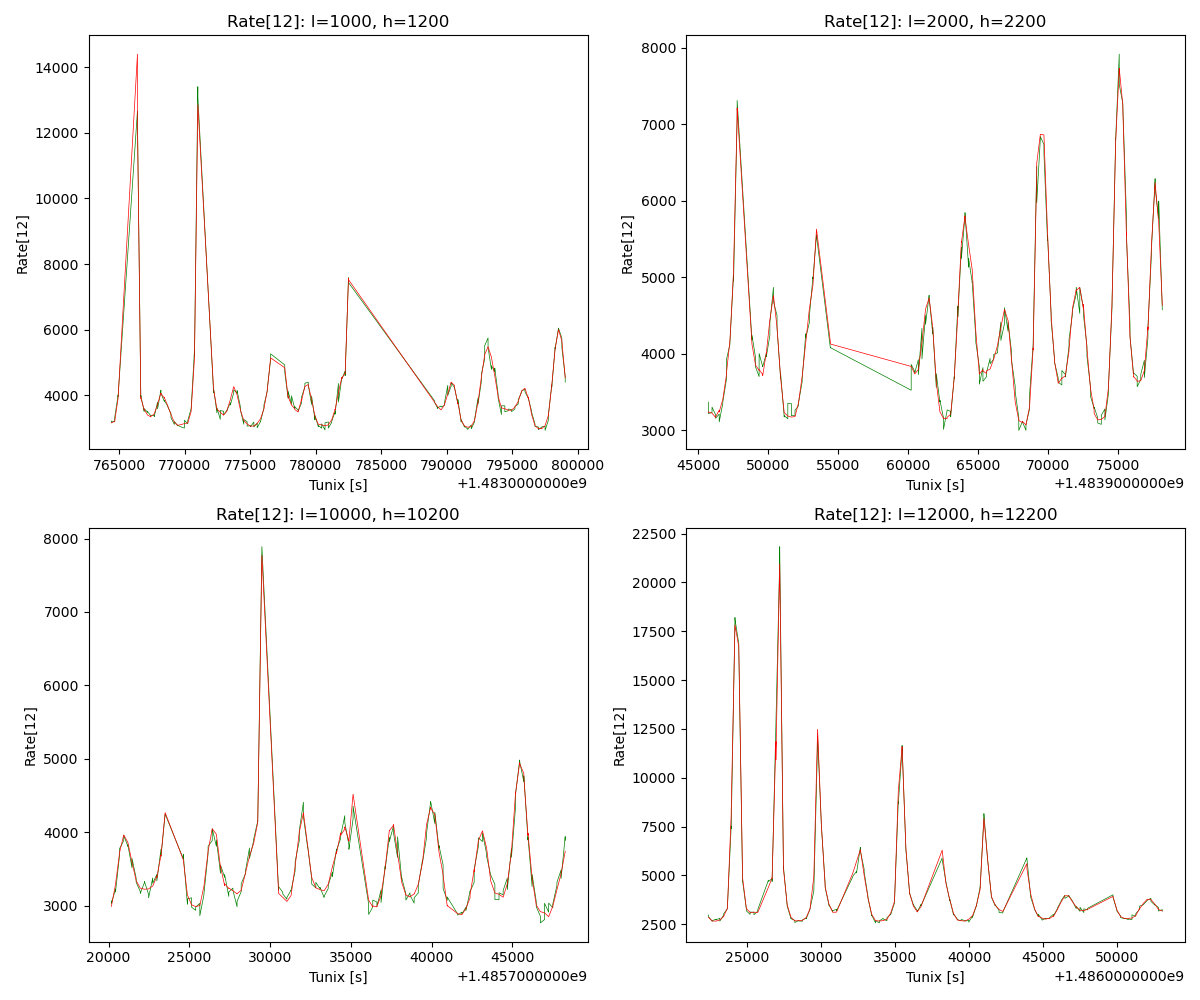 Rate[12]: l=1000, h=1200
Rate[12]
14000
12000
10000
8000
6000
4000
765000 770000 775000 780000 785000 790000 795000 800000
Tunix [s]
+1.4830000000e9
Rate[12]: l=2000, h=2200
Rate[12]
8000
7000
6000
5000
4000
3000
45000 50000 55000 60000 65000 70000 75000
Tunix [s]
+1.4839000000e9
Rate[12]: l=10000, h=10200
Rate[12]
8000
7000
6000
5000
4000
3000
20000 25000 30000 35000 40000 45000
Tunix [s]
+1.4857000000e9
Rate[12]: l=12000, h=12200
Rate[12]
22500
20000
17500
15000
12500
10000
7500
5000
2500
25000 30000 35000 40000 45000 50000
Tunix [s]
+1.4860000000e9